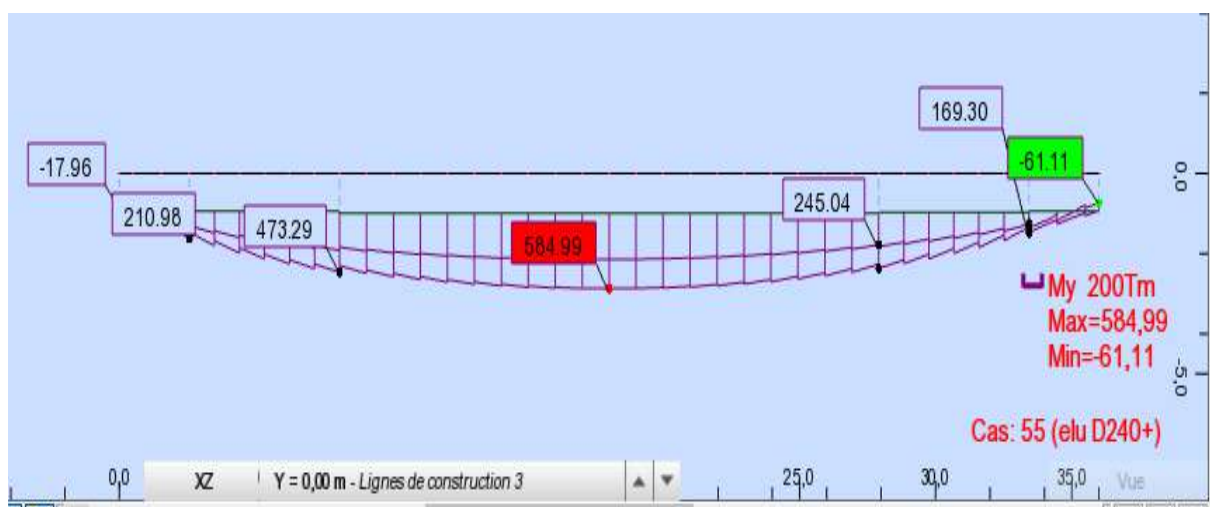 169.30
-17.96
-61.11
0,0
210.98
473.29
584.99
245.04
My 200Tm
Max=584,99
Min=-61,11
-5,0
Cas: 55 (elu D240+)
0,0
XZ
Y = 0,00 m - Lignes de construction 3
25,0
30,0
35,0
Vue